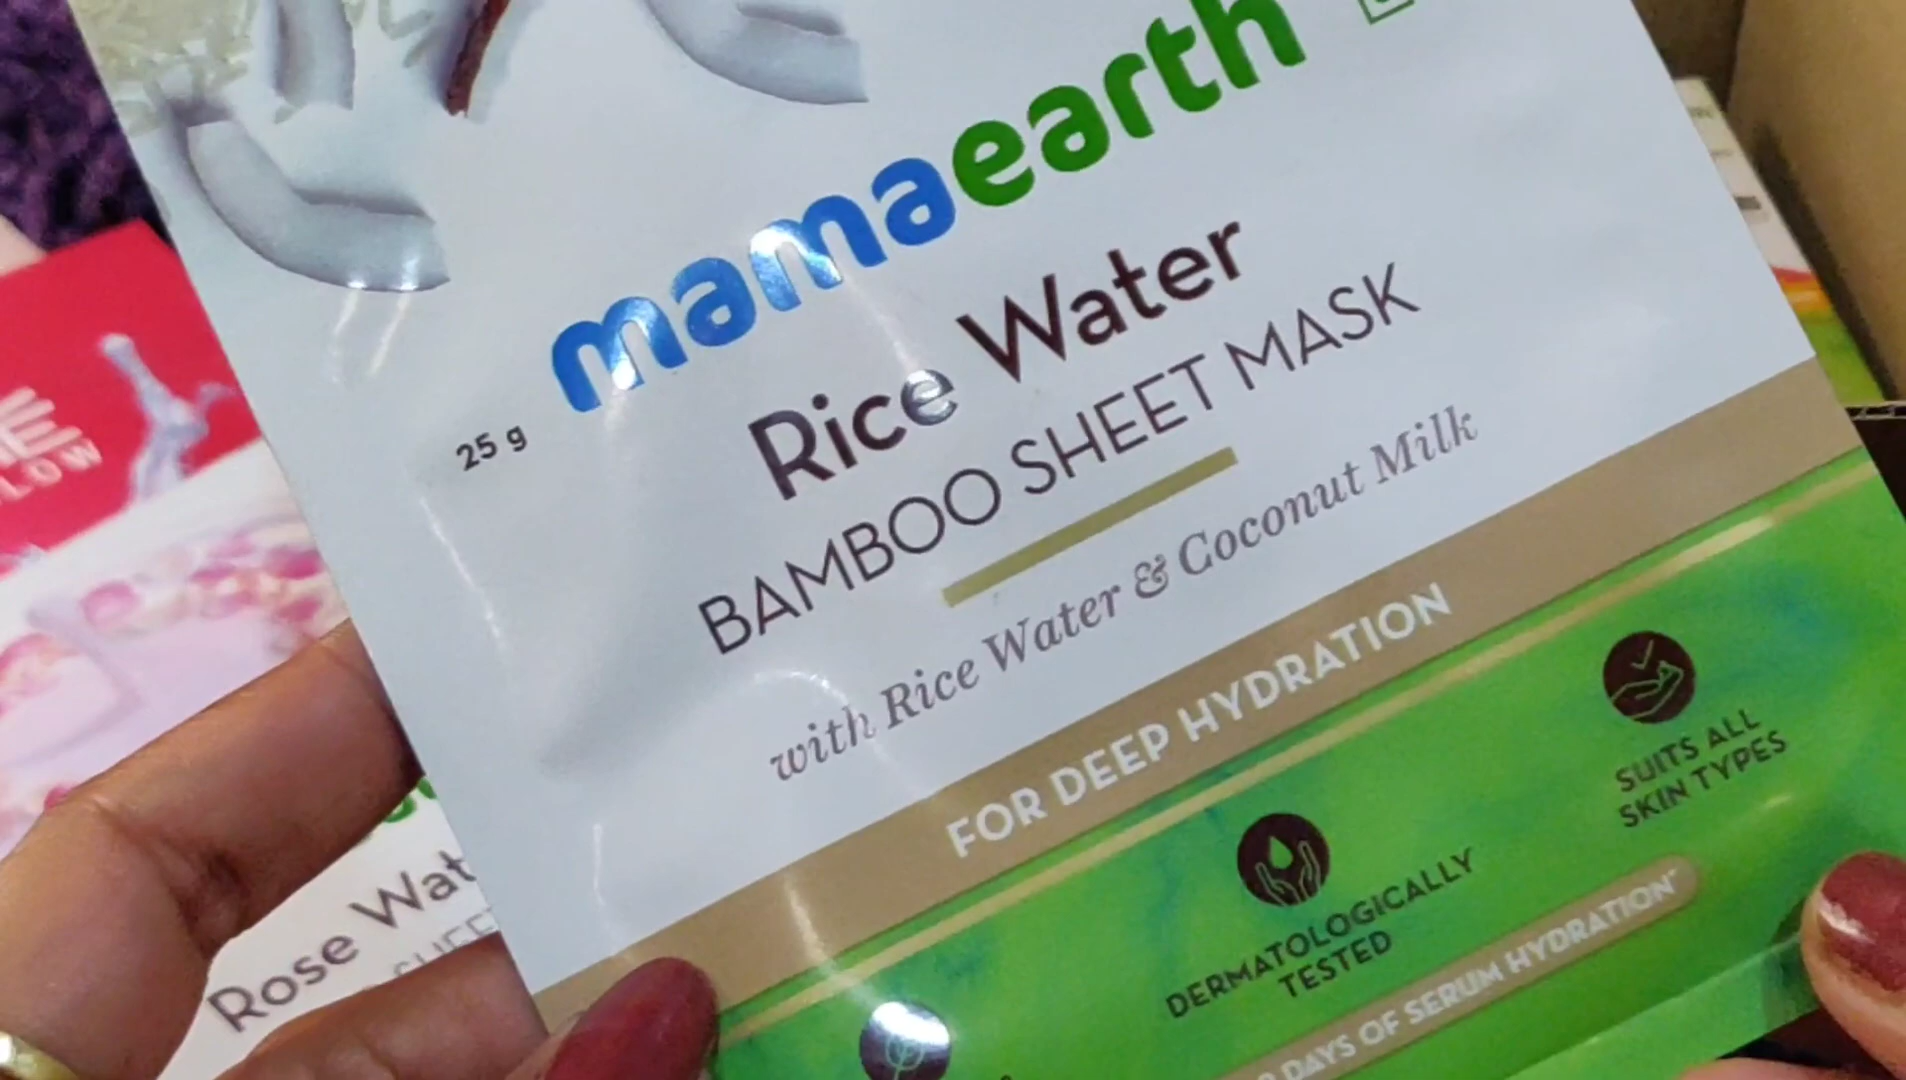 mamaearth
25 g
Rice Water
BAMBOO SHEET MASK
with Rice Water & Coconut Milk
FOR DEEP HYDRATION
SUITS ALL
SKIN TYPES
DERMATOLOGICALLY
TESTED
DAYS OF SERUM HYDRATION*
LOW
Rose Wat